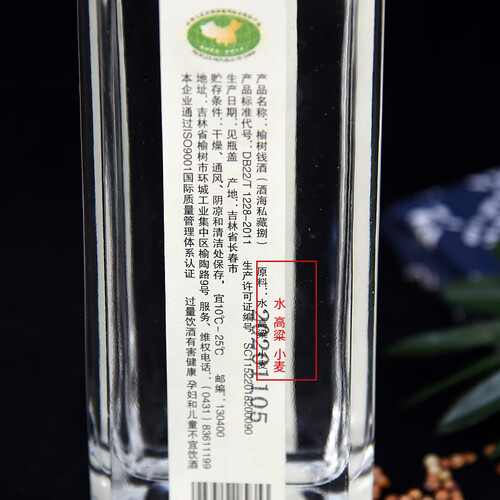 产品名称：榆树钱酒（酒海私藏捌） 原料：水 高粱 小麦
产品标准代号：DB22/T 1228-2011 生产许可证编号：SC11522018200090
生产日期：见瓶盖 产地：吉林省长春市
贮存条件：干燥、通风、阴凉和清洁处保存，宜10℃-25℃ 邮编：130400
地址：吉林省榆树市环城工业集中区榆陶路9号 服务、维权电话：(0431) 83611199
本企业通过ISO9001国际质量管理体系认证 过量饮酒有害健康 孕妇和儿童不宜饮酒
20201105
水 高粱 小麦